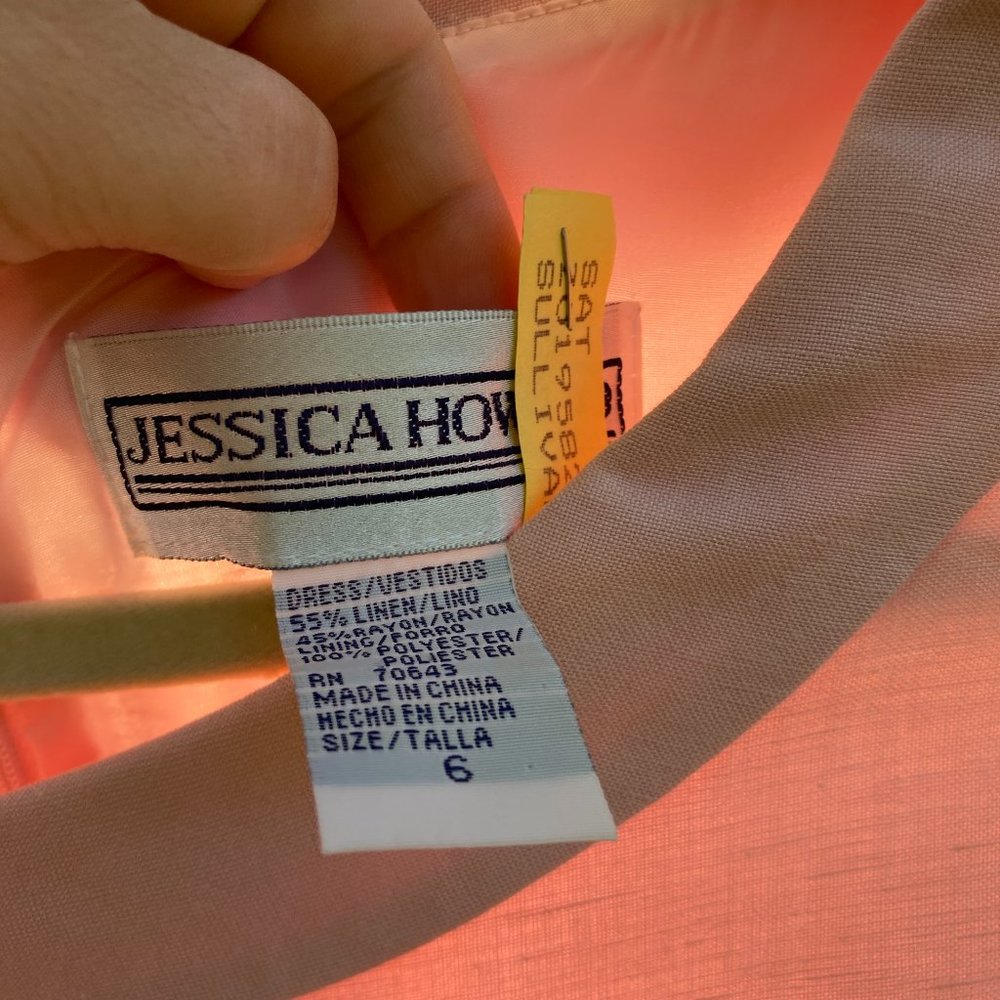 JESSICA HOW
SAT
2619582
SULLIVA
DRESS/VESTIDOS
55% LINEN/LINO
45% RAYON/RAYON
LINING/FORRO
100% POLYESTER/
POLIESTER
RN 70643
MADE IN CHINA
HECHO EN CHINA
SIZE/TALLA
6